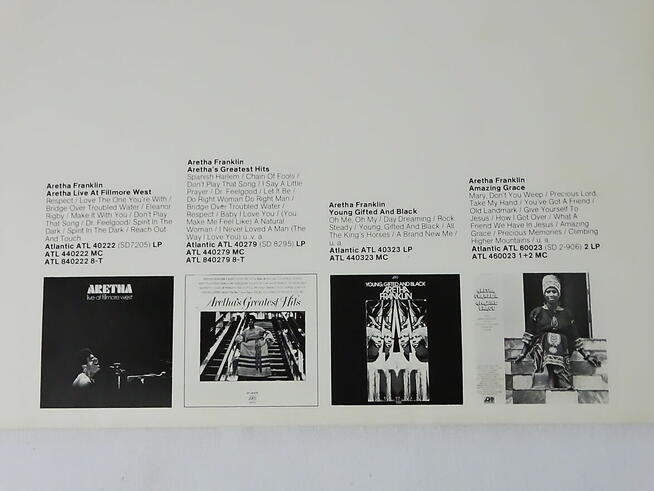 Aretha Franklin
Aretha Live At Fillmore West
Respect / Love The One You're With /
Bridge Over Troubled Water / Eleanor
Rigby / Make It With You / Don't Play
That Song / Dr. Feelgood / Spirit In The
Dark / Spirit In The Dark / Reach Out
And Touch
Atlantic ATL 40222 (SD7205) LP
ATL 440222 MC
ATL 840222 8-T
ARETHA
live at fillmore west
Aretha Franklin
Aretha's Greatest Hits
Spanish Harlem / Chain Of Fools /
Don't Play That Song / I Say A Little
Prayer / Dr. Feelgood / Let It Be /
Do Right Woman Do Right Man /
Bridge Over Troubled Water /
Respect / Baby I Love You / (You
Make Me Feel Like) A Natural
Woman / I Never Loved A Man (The
Way I Love You) u. v. a.
Atlantic ATL 40279 (SD 8295) LP
ATL 440279 MC
ATL 840279 8-T
Aretha's Greatest Hits
Aretha Franklin
Young Gifted And Black
Oh Me, Oh My / Day Dreaming / Rock
Steady / Young, Gifted And Black / All
The King's Horses / A Brand New Me /
u. a.
Atlantic ATL 40323 LP
ATL 440323 MC
YOUNG, GIFTED AND BLACK
ARETHA
FRANKLIN
Aretha Franklin
Amazing Grace
Mary, Don't You Weep / Precious Lord,
Take My Hand / You've Got A Friend /
Old Landmark / Give Yourself To
Jesus / How I Got Over / What A
Friend We Have In Jesus / Amazing
Grace / Precious Memories / Climbing
Higher Mountains / u. a.
Atlantic ATL 60023 (SD 2-906) 2 LP
ATL 460023 1+2 MC
ARETHA
FRANKLIN
AMAZING
GRACE